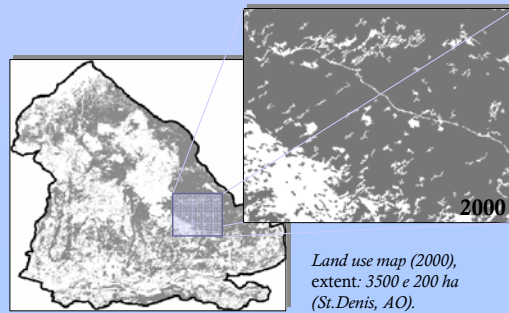 2000
Land use map (2000),
extent: 3500 e 200 ha
(St.Denis, AO).